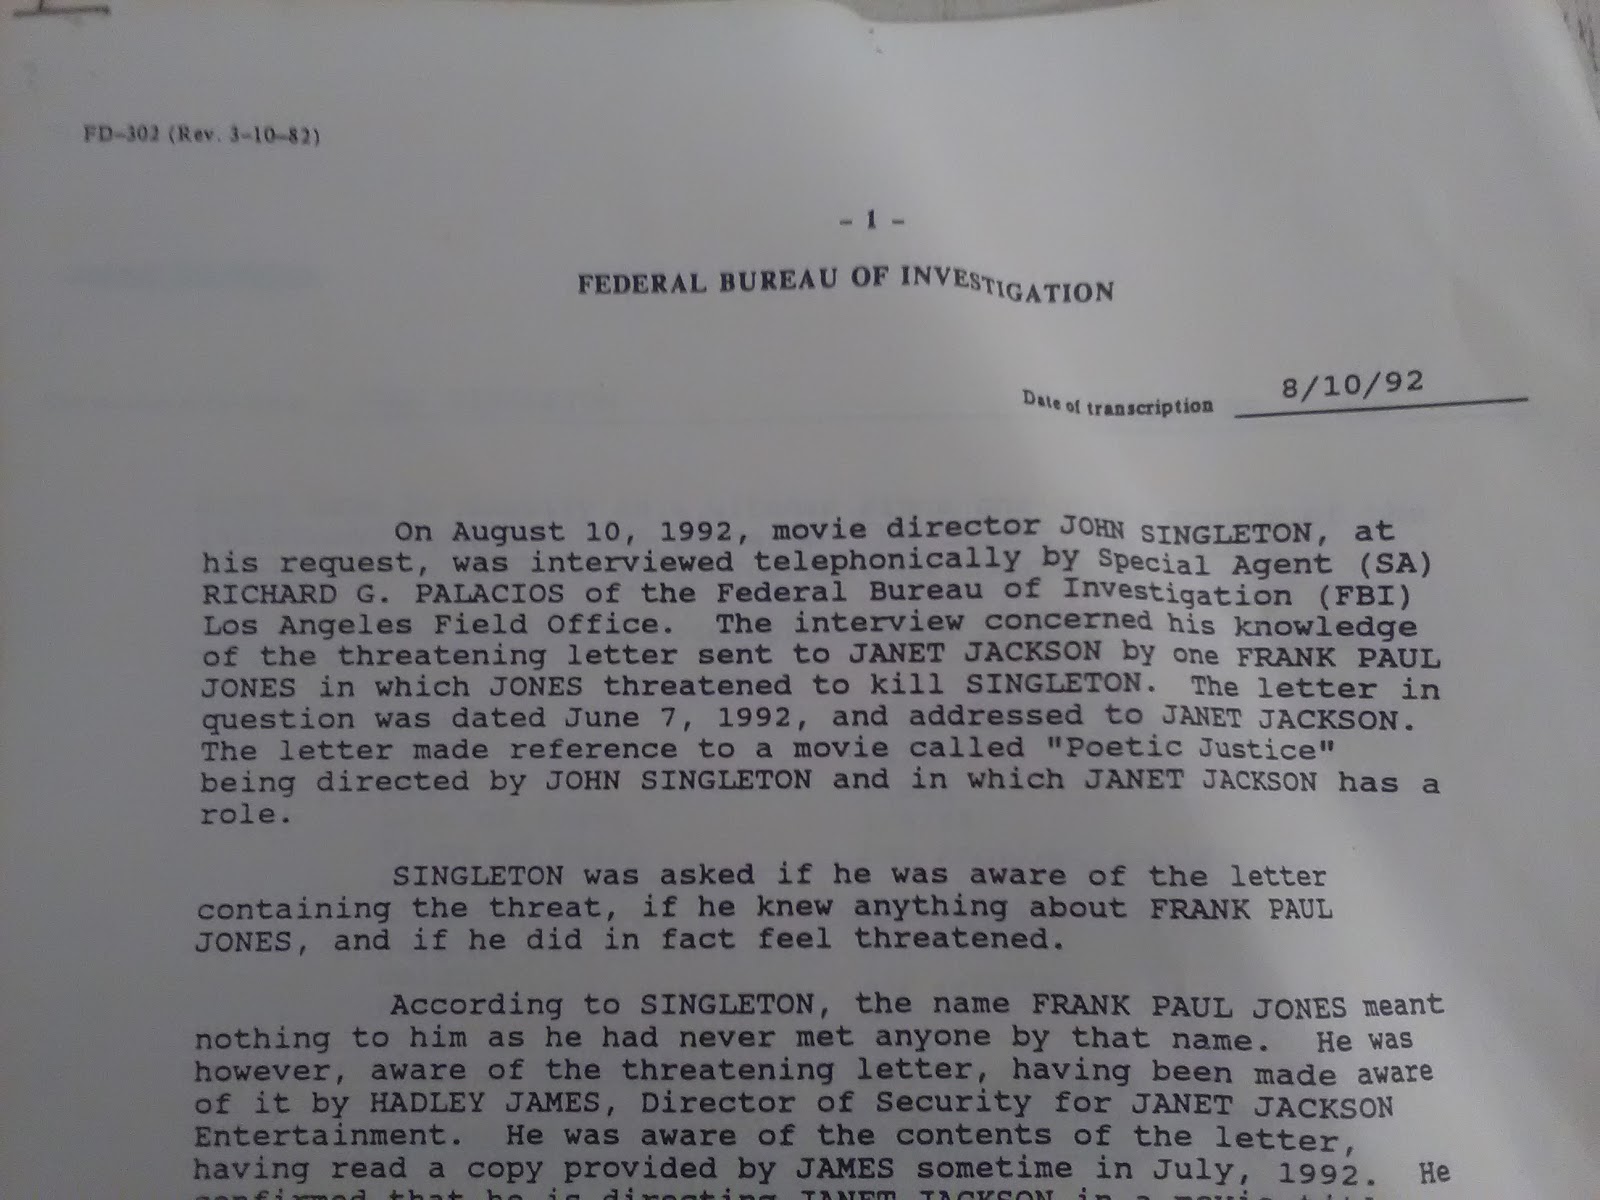 FD-302 (Rev. 3-10-82)
- 1 -
FEDERAL BUREAU OF INVESTIGATION
Date of transcription 8/10/92
On August 10, 1992, movie director JOHN SINGLETON, at
his request, was interviewed telephonically by Special Agent (SA)
RICHARD G. PALACIOS of the Federal Bureau of Investigation (FBI)
Los Angeles Field Office. The interview concerned his knowledge
of the threatening letter sent to JANET JACKSON by one FRANK PAUL
JONES in which JONES threatened to kill SINGLETON. The letter in
question was dated June 7, 1992, and addressed to JANET JACKSON.
The letter made reference to a movie called "Poetic Justice"
being directed by JOHN SINGLETON and in which JANET JACKSON has a
role.
SINGLETON was asked if he was aware of the letter
containing the threat, if he knew anything about FRANK PAUL
JONES, and if he did in fact feel threatened.
According to SINGLETON, the name FRANK PAUL JONES meant
nothing to him as he had never met anyone by that name. He was
however, aware of the threatening letter, having been made aware
of it by HADLEY JAMES, Director of Security for JANET JACKSON
Entertainment. He was aware of the contents of the letter,
having read a copy provided by JAMES sometime in July, 1992. He
confirmed that he is directing JANET JACKSON in a movie